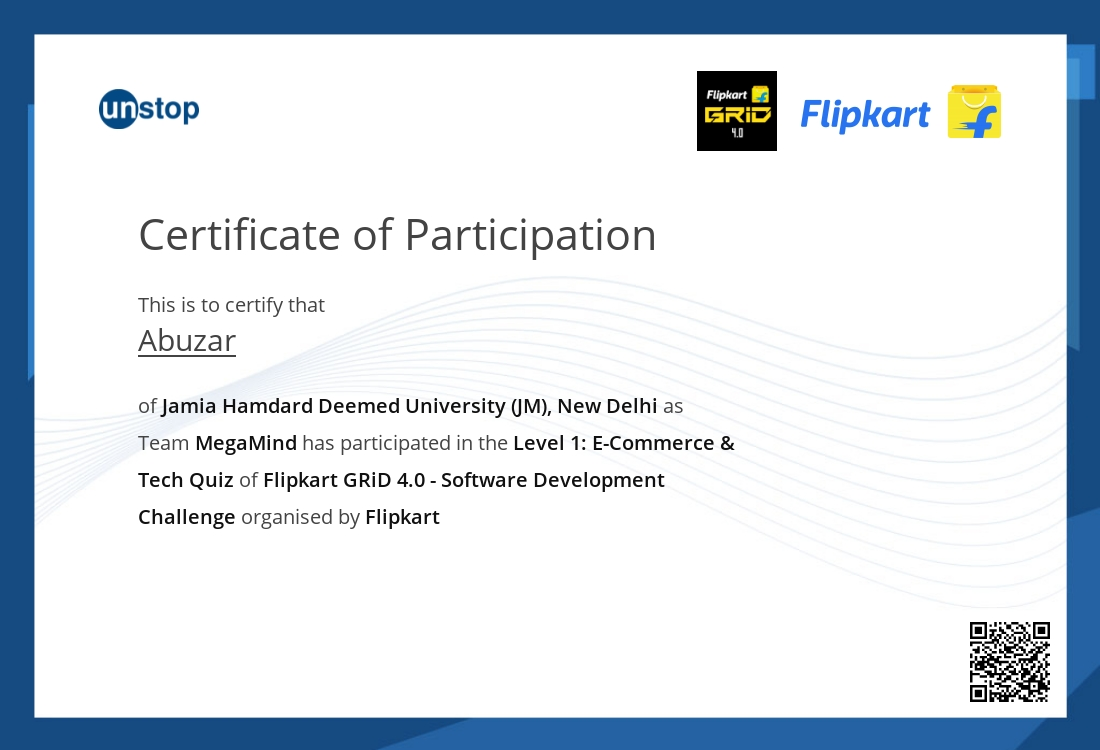 unstop
Flipkart
GRiD
4.0
Flipkart
Certificate of Participation
This is to certify that
Abuzar
of Jamia Hamdard Deemed University (JM), New Delhi as
Team MegaMind has participated in the Level 1: E-Commerce &
Tech Quiz of Flipkart GRiD 4.0 - Software Development
Challenge organised by Flipkart